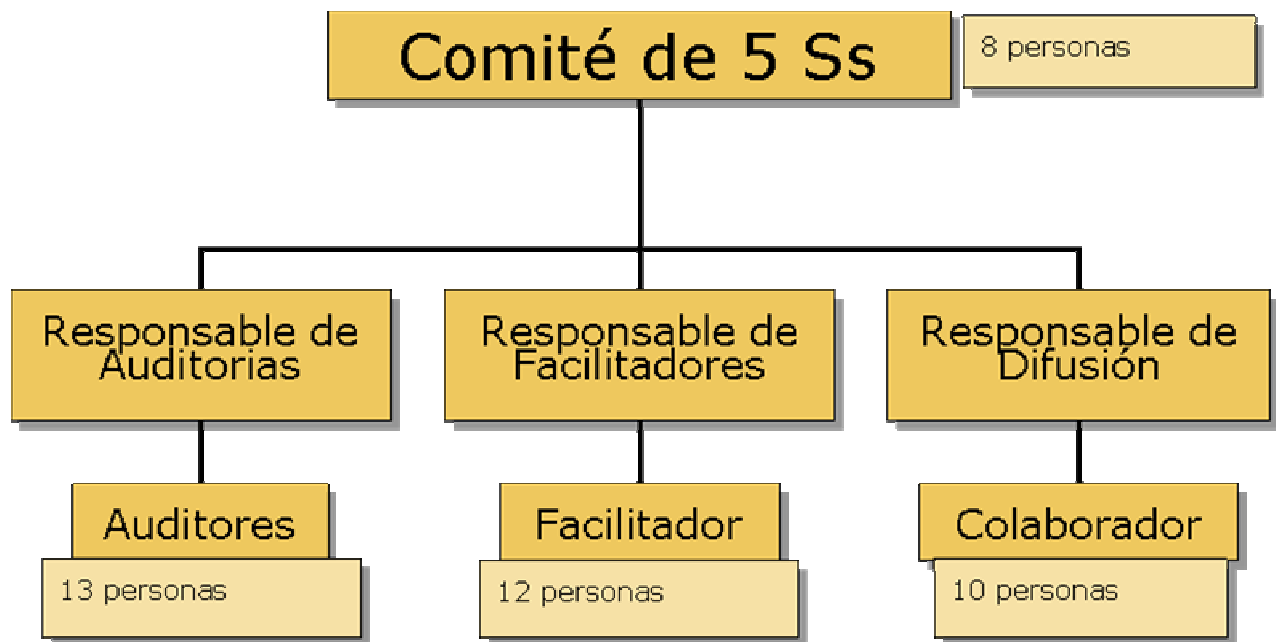 Comité de 5 Ss
8 personas
Responsable de
Auditorias
Responsable de
Facilitadores
Responsable de
Difusión
Auditores
13 personas
Facilitador
12 personas
Colaborador
10 personas